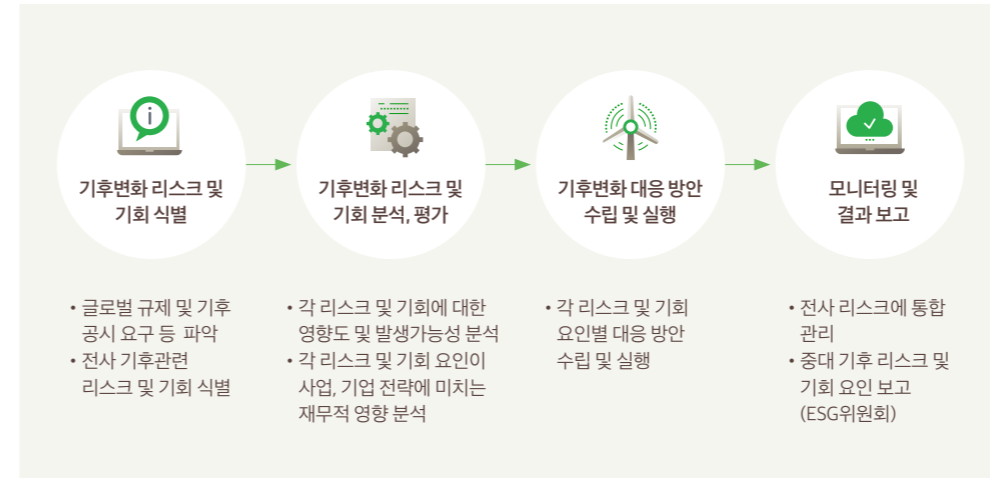 기후변화 리스크 및
기회 식별
기후변화 리스크 및
기회 분석, 평가
기후변화 대응 방안
수립 및 실행
모니터링 및
결과 보고
• 글로벌 규제 및 기후
공시 요구 등 파악
• 전사 기후관련
리스크 및 기회 식별
• 각 리스크 및 기회에 대한
영향도 및 발생가능성 분석
• 각 리스크 및 기회 요인이
사업, 기업 전략에 미치는
재무적 영향 분석
• 각 리스크 및 기회
요인별 대응 방안
수립 및 실행
• 전사 리스크에 통합
관리
• 중대 기후 리스크 및
기회 요인 보고
(ESG위원회)